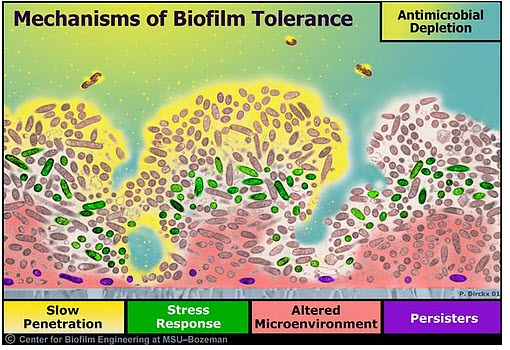 Mechanisms of Biofilm Tolerance
Antimicrobial
Depletion
P. Dirckx 01
Slow
Penetration
Stress
Response
Altered
Microenvironment
Persisters
© Center for Biofilm Engineering at MSU–Bozeman